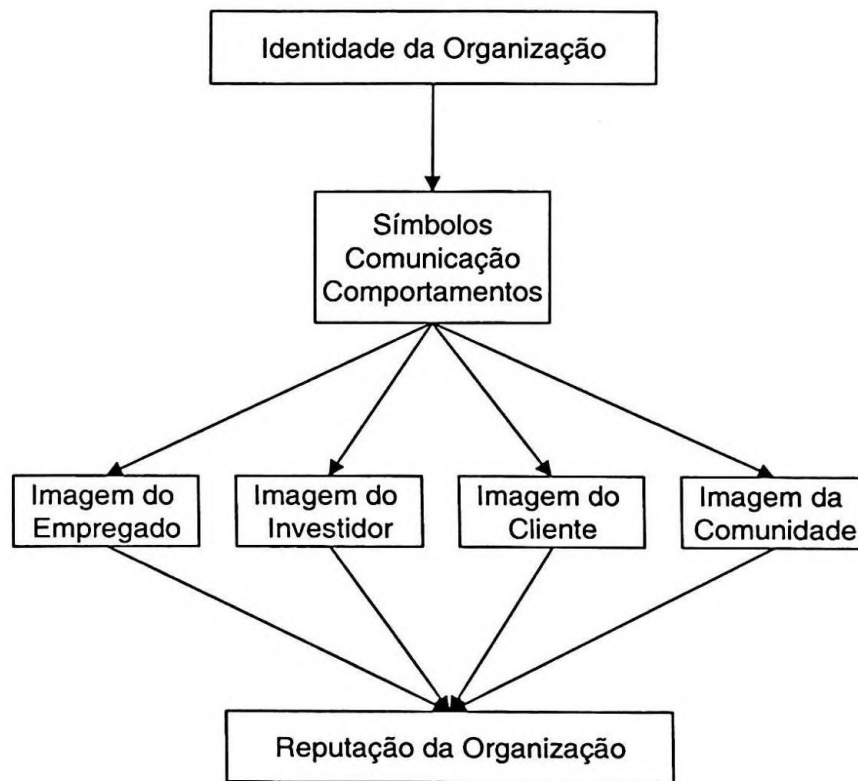 Identidade da Organização
Símbolos
Comunicação
Comportamentos
Imagem do
Empregado
Imagem do
Investidor
Imagem do
Cliente
Imagem da
Comunidade
Reputação da Organização